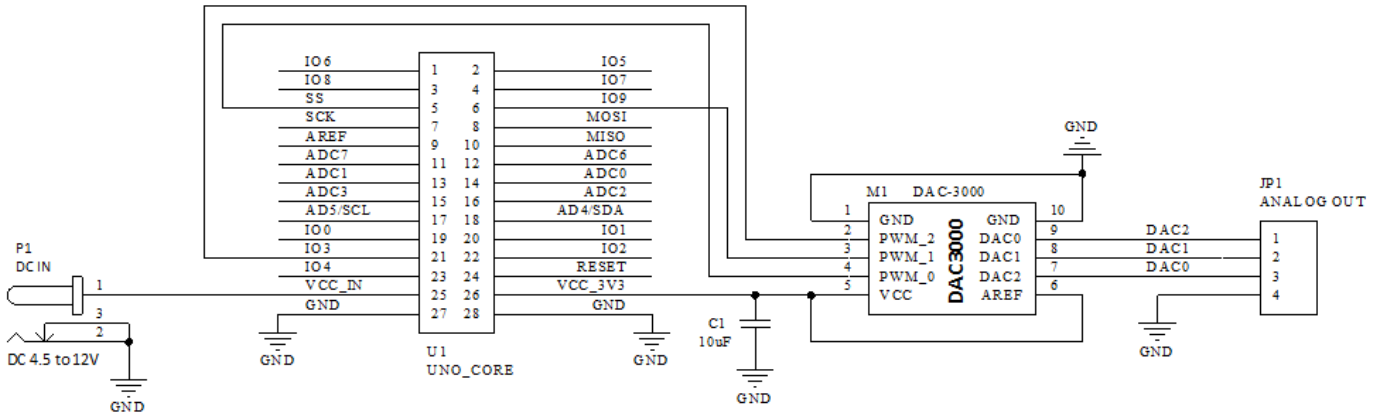 IO6 1 2 IO5
IO8 3 4 IO7
SS 5 6 IO9
SCK 7 8 MOSI
AREF 9 10 MISO
ADC7 11 12 ADC6
ADC1 13 14 ADC0
ADC3 15 16 ADC2
AD5/SCL 17 18 AD4/SDA
IO0 19 20 IO1
IO3 21 22 IO2
IO4 23 24 RESET
VCC_IN 25 26 VCC_3V3
GND 27 28 GND
U1
UNO_CORE
GND
GND
P1
DC IN
1
3
2
DC 4.5 to 12V
GND
C1
10uF
GND
GND
M1 DAC-3000
1 GND GND 10
2 PWM_2 DAC0 9
3 PWM_1 DAC1 8
4 PWM_0 DAC2 7
5 VCC AREF 6
DAC3000
JP1
ANALOG OUT
DAC2 1
DAC1 2
DAC0 3
4
GND